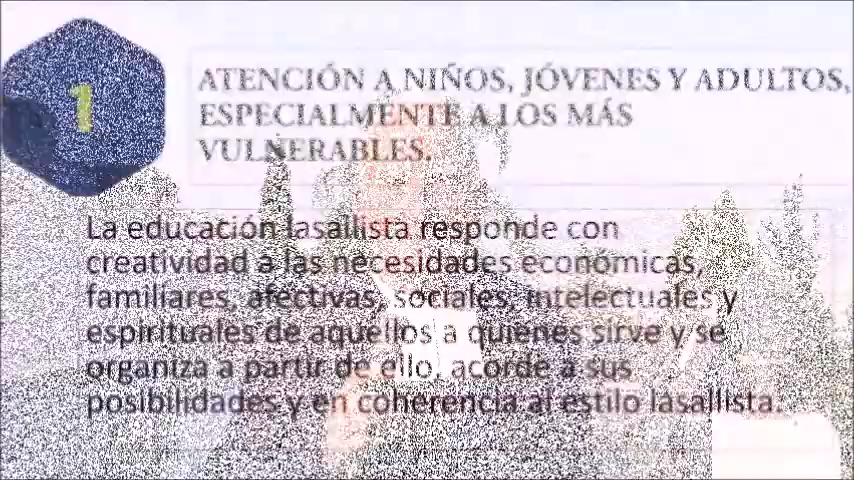 1
ATENCIÓN A NIÑOS, JÓVENES Y ADULTOS,
ESPECIALMENTE A LOS MÁS
VULNERABLES.
La educación lasallista responde con
creatividad a las necesidades económicas,
familiares, afectivas, sociales, intelectuales y
espirituales de aquellos a quienes sirve y se
organiza a partir de ello, acorde a sus
posibilidades y en coherencia al estilo lasallista.